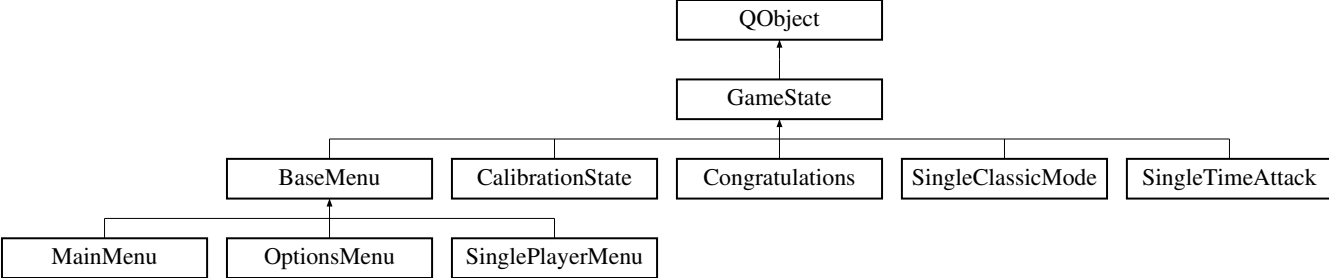 QObject
GameState
BaseMenu
CalibrationState
Congratulations
SingleClassicMode
SingleTimeAttack
MainMenu
OptionsMenu
SinglePlayerMenu